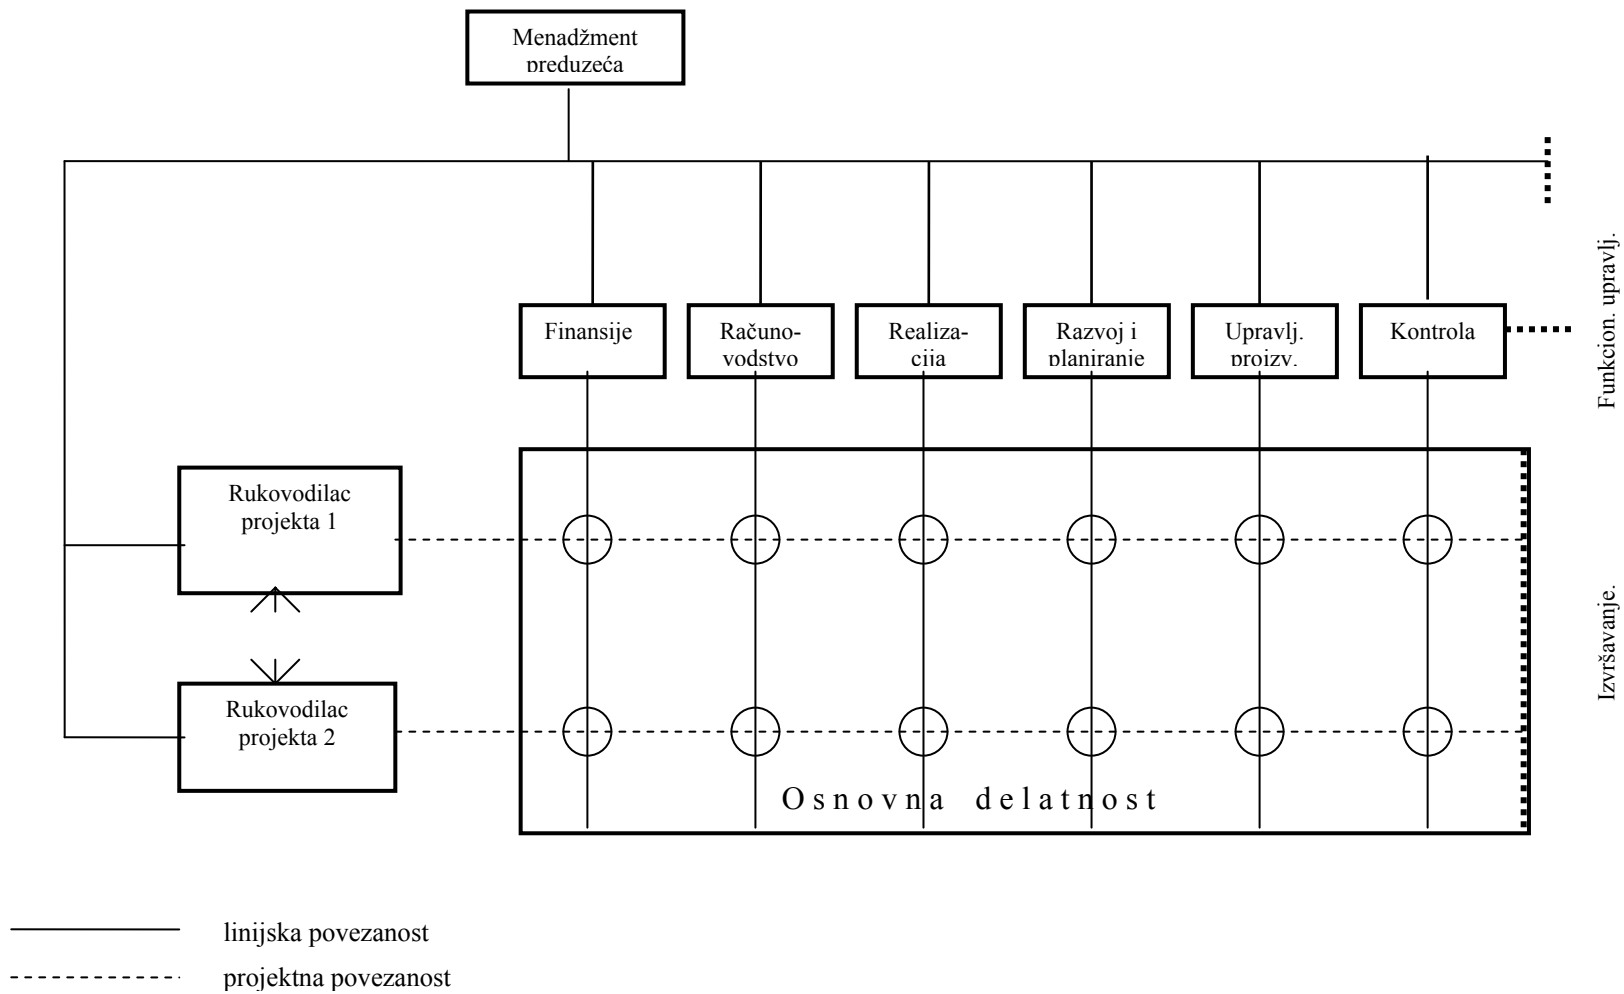 Menadžment
preduzeća
Finansije
Računo-
vodstvo
Realiza-
cija
Razvoj i
planiranje
Upravlj.
proizv.
Kontrola
Funkcion. upravlj.
Rukovodilac
projekta 1
Izvršavanje.
Rukovodilac
projekta 2
Osnovna delatnost
linijska povezanost
projektna povezanost